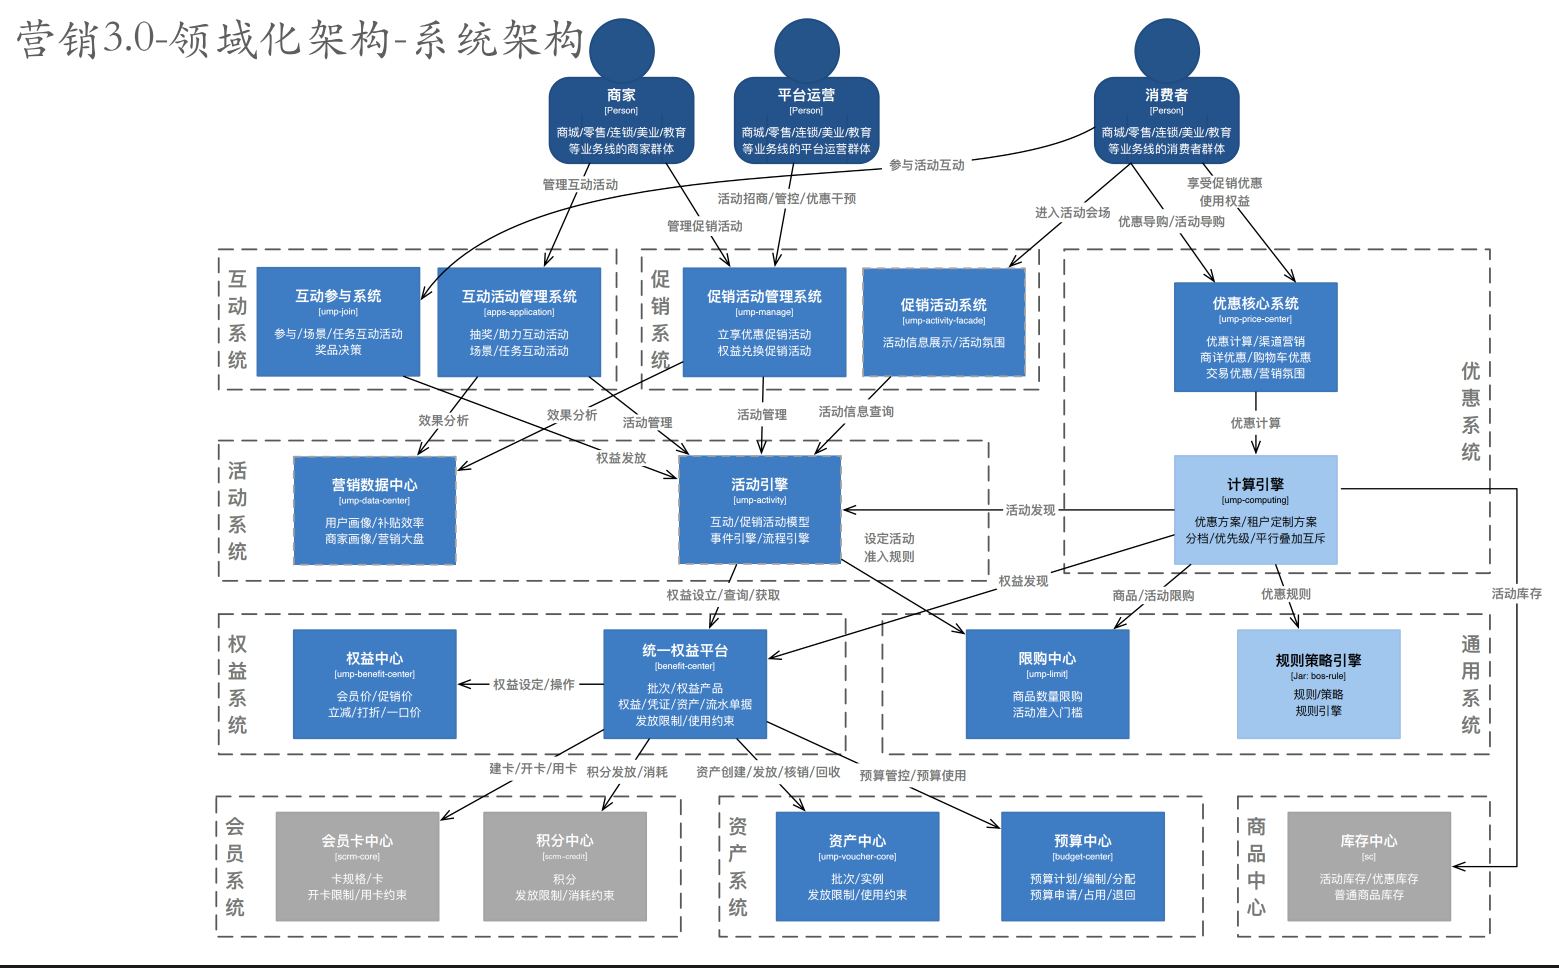 营销3.0-领域化架构-系统架构
商家
[Person]
商城/零售/连锁/美业/教育
等业务线的商家群体
平台运营
[Person]
商城/零售/连锁/美业/教育
等业务线的平台运营群体
消费者
[Person]
商城/零售/连锁/美业/教育
等业务线的消费者群体
参与活动互动
管理互动活动
管理促销活动
活动招商/管控/优惠干预
进入活动会场
优惠导购/活动导购
享受促销优惠
使用权益
互动系统
互动参与系统
[ump-join]
参与/场景/任务互动活动
奖品决策
互动活动管理系统
[apps-application]
抽奖/助力互动活动
场景/任务互动活动
促销系统
促销活动管理系统
[ump-manage]
立享优惠促销活动
权益兑换促销活动
促销活动系统
[ump-activity-facade]
活动信息展示/活动氛围
优惠系统
优惠核心系统
[ump-price-center]
优惠计算/渠道营销
商详优惠/购物车优惠
交易优惠/营销氛围
效果分析
效果分析
活动管理
权益发放
活动管理
活动信息查询
优惠计算
活动系统
营销数据中心
[ump-data-center]
用户画像/补贴效率
商家画像/营销大盘
活动引擎
[ump-activity]
互动/促销活动模型
事件引擎/流程引擎
计算引擎
[ump-computing]
优惠方案/租户定制方案
分档/优先级/平行叠加互斥
活动发现
设定活动
准入规则
权益发现
权益设立/查询/获取
商品/活动限购
优惠规则
活动库存
权益系统
权益中心
[ump-benefit-center]
会员价/促销价
立减/打折/一口价
权益设定/操作
统一权益平台
[benefit-center]
批次/权益产品
权益/凭证/资产/流水单据
发放限制/使用约束
通用系统
限购中心
[ump-limit]
商品数量限购
活动准入门槛
规则策略引擎
[Jar: bos-rule]
规则/策略
规则引擎
建卡/开卡/用卡
积分发放/消耗
资产创建/发放/核销/回收
预算管控/预算使用
会员系统
会员卡中心
[scrm-core]
卡规格/卡
开卡限制/用卡约束
积分中心
[scrm-credit]
积分
发放限制/消耗约束
资产系统
资产中心
[ump-voucher-core]
批次/实例
发放限制/使用约束
预算中心
[budget-center]
预算计划/编制/分配
预算申请/占用/退回
商品中心
库存中心
[sc]
活动库存/优惠库存
普通商品库存